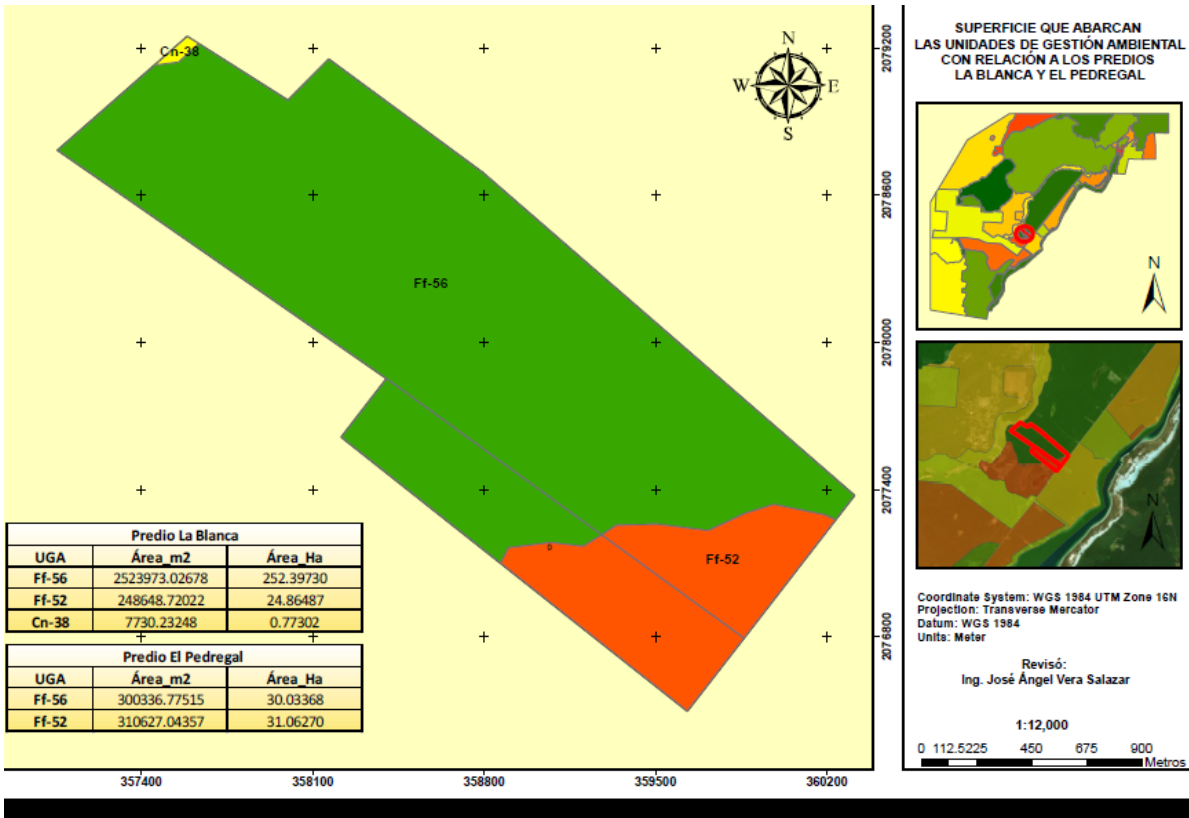 Cn-38
N
W
E
S
Ff-56
Ff-52
0
2079200
2078600
2078000
2077400
2076800
357400
358100
358800
359500
360200
Predio La Blanca
UGA Área_m2 Área_Ha
Ff-56 2523973.02678 252.39730
Ff-52 248648.72022 24.86487
Cn-38 7730.23248 0.77302
Predio El Pedregal
UGA Área_m2 Área_Ha
Ff-56 300336.77515 30.03368
Ff-52 310627.04357 31.06270
SUPERFICIE QUE ABARCAN
LAS UNIDADES DE GESTIÓN AMBIENTAL
CON RELACIÓN A LOS PREDIOS
LA BLANCA Y EL PEDREGAL
N
N
Coordinate System: WGS 1984 UTM Zone 16N
Projection: Transverse Mercator
Datum: WGS 1984
Units: Meter
Revisó:
Ing. José Ángel Vera Salazar
1:12,000
0 112.5225 450 675 900
Metros